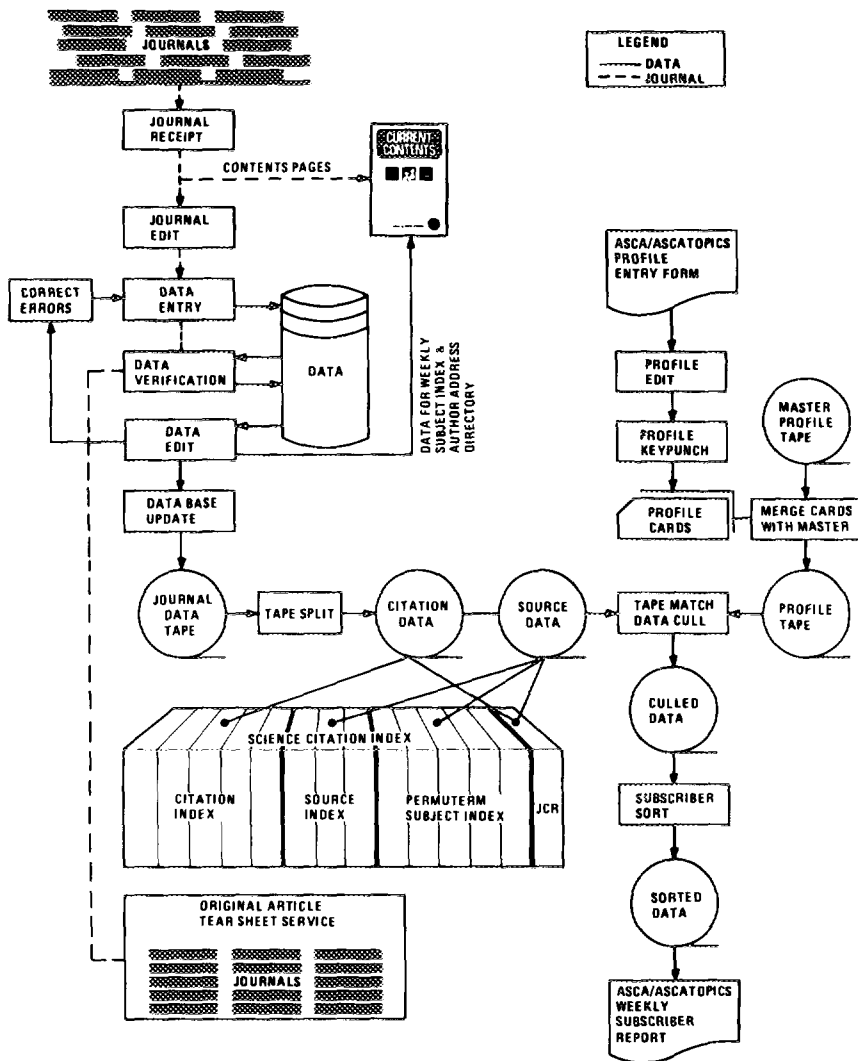 JOURNALS
LEGEND
DATA
JOURNAL
JOURNAL
RECEIPT
CURRENT
CONTENTS
CONTENTS PAGES
JOURNAL
EDIT
ASCA/ASCATOPICS
PROFILE
ENTRY FORM
CORRECT
ERRORS
DATA
ENTRY
DATA
VERIFICATION
DATA
DATA FOR WEEKLY
SUBJECT INDEX &
AUTHOR ADDRESS
DIRECTORY
PROFILE
EDIT
MASTER
PROFILE
TAPE
DATA
EDIT
PROFILE
KEYPUNCH
DATA BASE
UPDATE
PROFILE
CARDS
MERGE CARDS
WITH MASTER
JOURNAL
DATA
TAPE
TAPE SPLIT
CITATION
DATA
SOURCE
DATA
TAPE MATCH
DATA CULL
PROFILE
TAPE
CULLED
DATA
SCIENCE CITATION INDEX
CITATION
INDEX
SOURCE
INDEX
PERMUTERM
SUBJECT INDEX
JCR
SUBSCRIBER
SORT
ORIGINAL ARTICLE
TEAR SHEET SERVICE
JOURNALS
SORTED
DATA
ASCA/ASCATOPICS
WEEKLY
SUBSCRIBER
REPORT